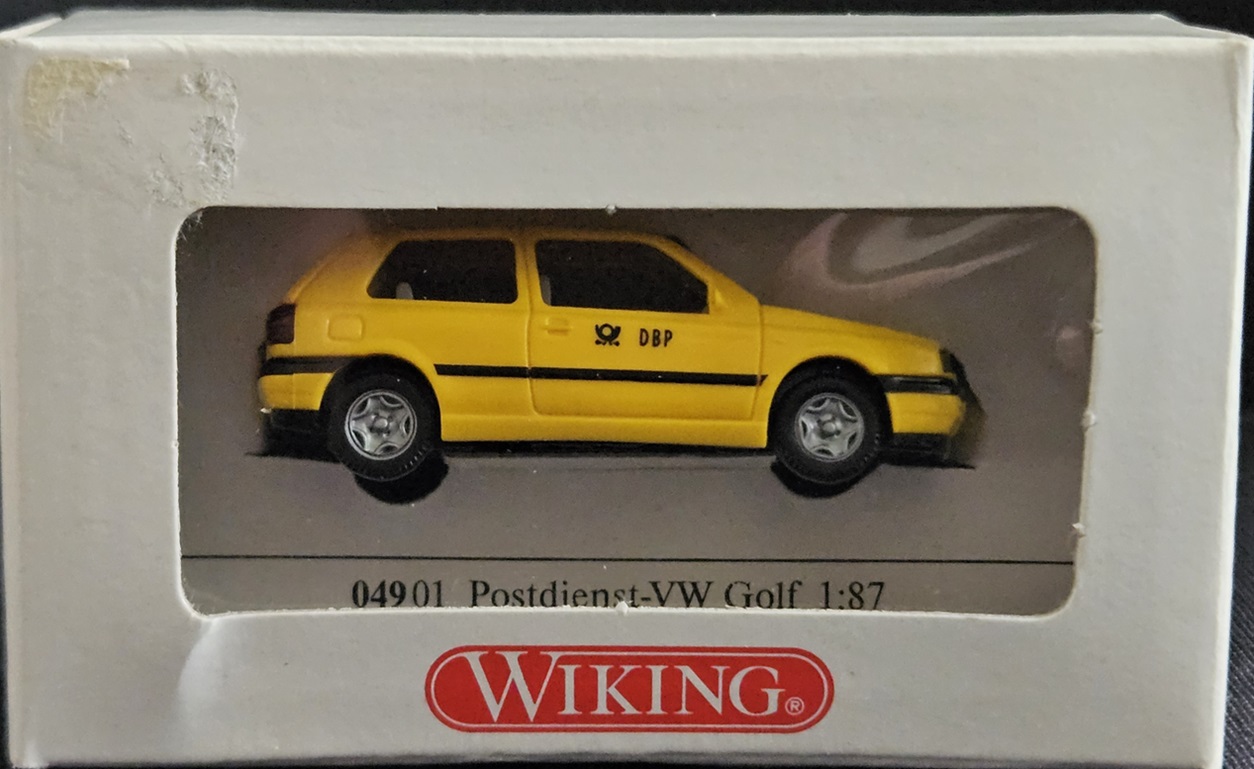 DBP
04901 Postdienst-VW Golf 1:87
WIKING®